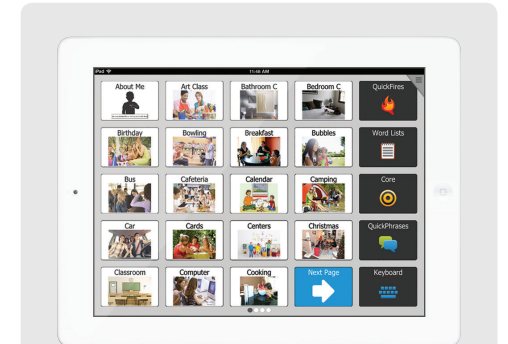 iPad
11:46 AM
About Me
Art Class
Bathroom C
Bedroom C
QuickFires
Birthday
Bowling
Breakfast
Bubbles
Word Lists
Bus
Cafeteria
Calendar
Camping
Core
Car
Cards
Centers
Christmas
QuickPhrases
Classroom
Computer
Cooking
Next Page
Keyboard